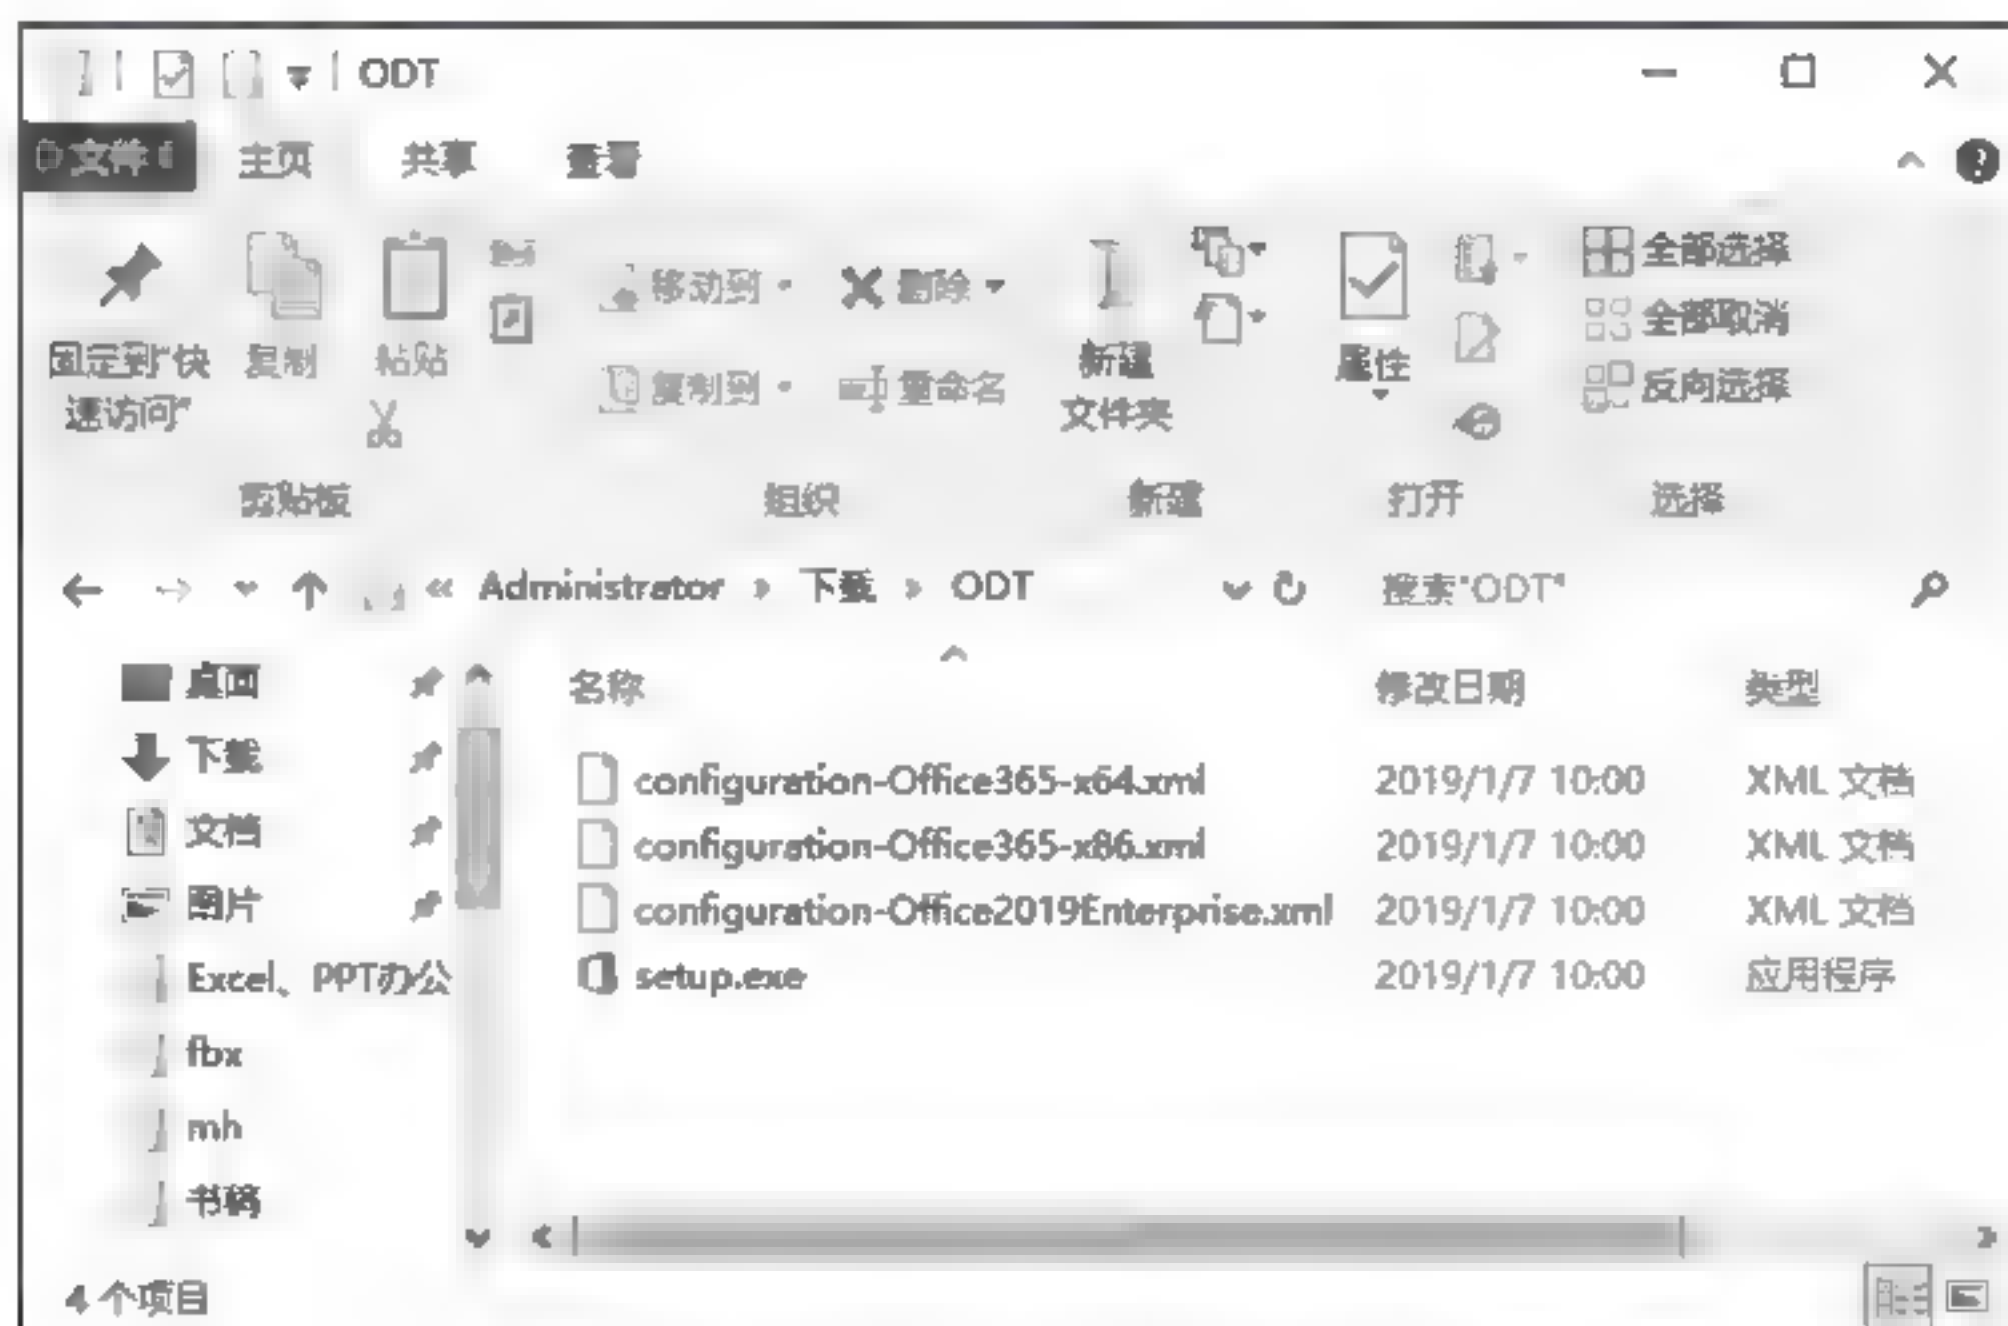 ODT
文件 主页 共享 查看
固定到"快
速访问"
复制
粘贴
移动到
复制到
删除
重命名
新建
文件夹
属性
全部选择
全部取消
反向选择
剪贴板 组织 新建 打开 选择
« Administrator › 下载 › ODT
搜索"ODT"
桌面
下载
文档
图片
Excel、PPT办公
fbx
mh
书稿
名称 修改日期 类型
configuration-Office365-x64.xml 2019/1/7 10:00 XML 文档
configuration-Office365-x86.xml 2019/1/7 10:00 XML 文档
configuration-Office2019Enterprise.xml 2019/1/7 10:00 XML 文档
setup.exe 2019/1/7 10:00 应用程序
4 个项目